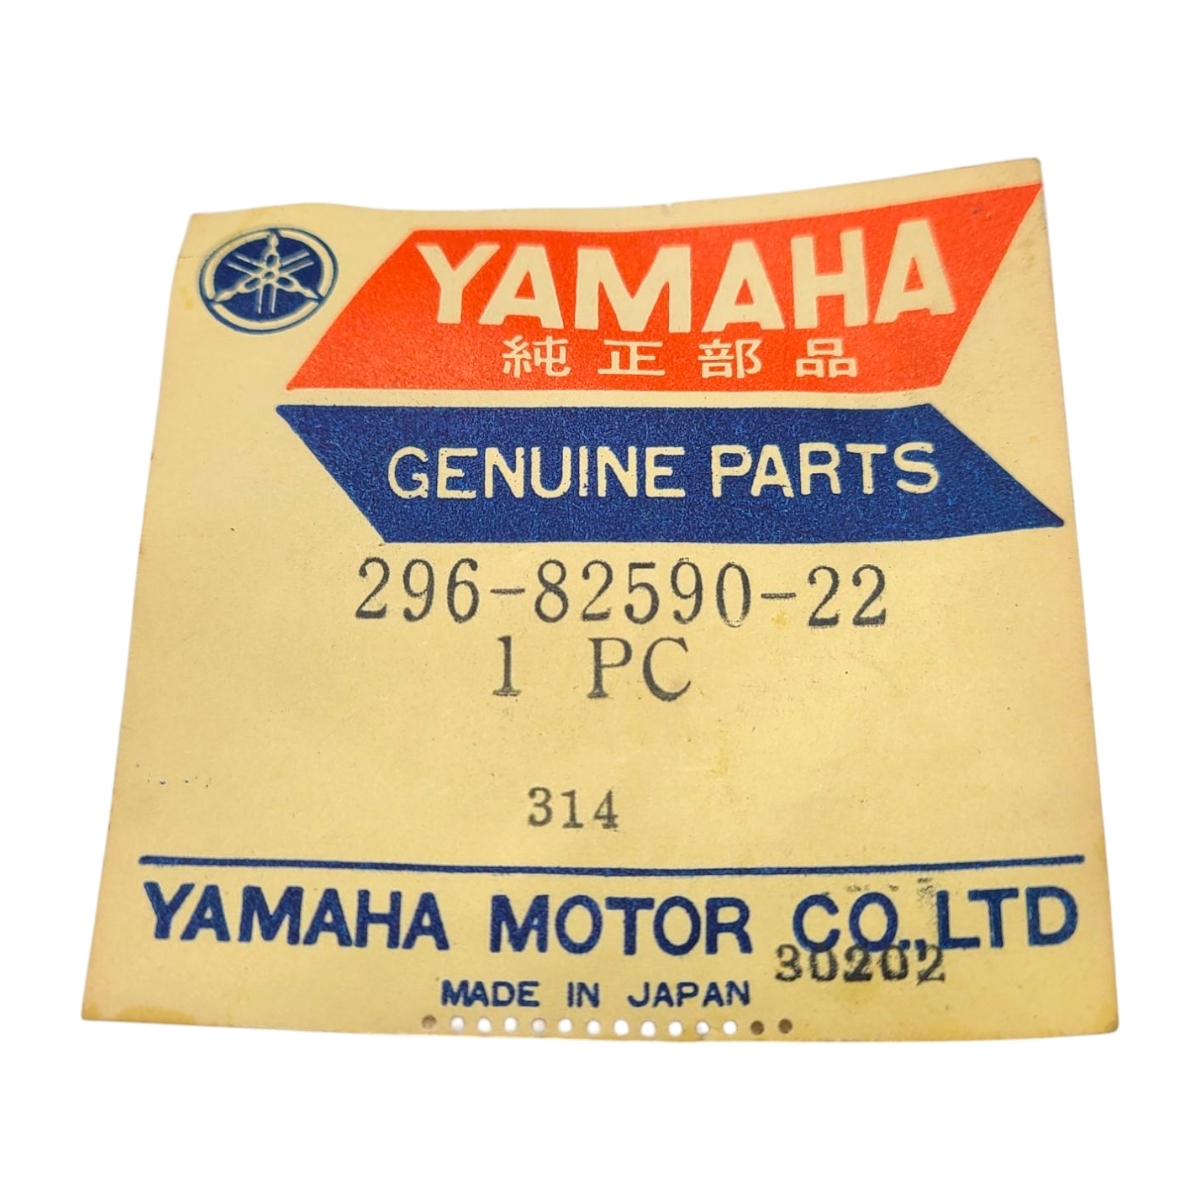 YAMAHA
純正部品
GENUINE PARTS
296-82590-22
1 PC
314
YAMAHA MOTOR CO.,LTD
30202
MADE IN JAPAN